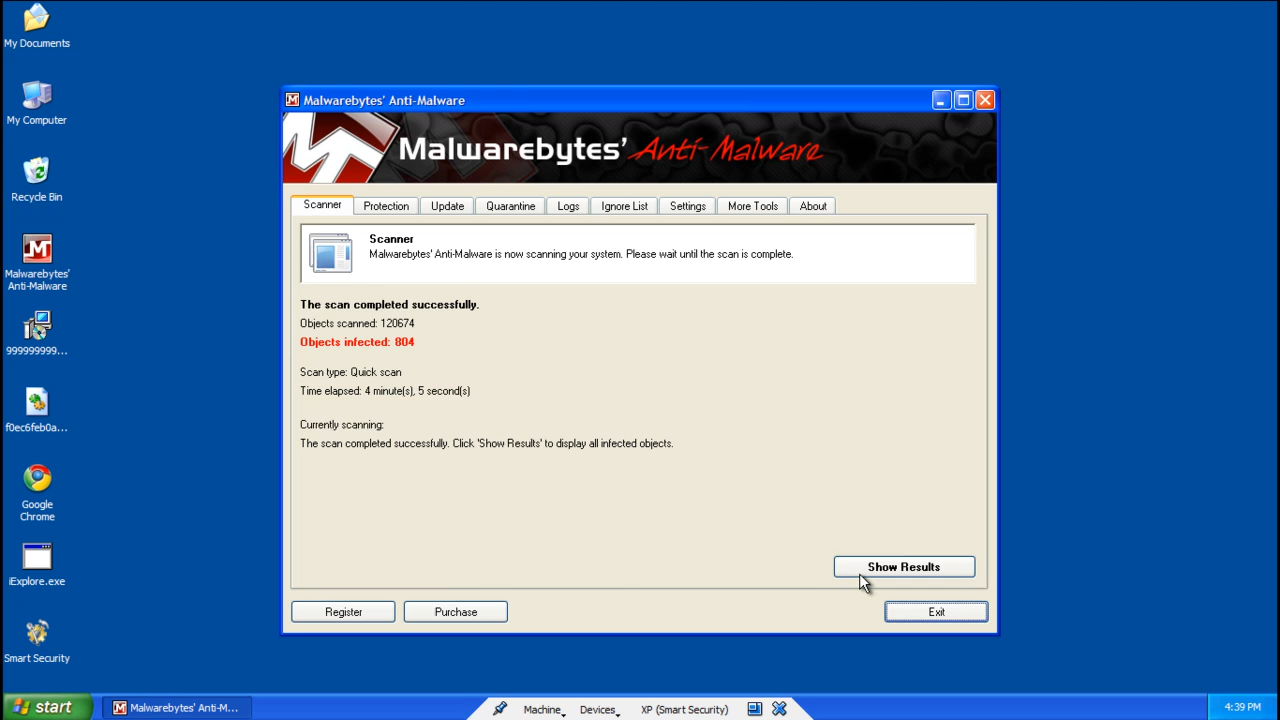 My Documents
My Computer
Recycle Bin
Malwarebytes'
Anti-Malware
999999999...
f0ec6feb0a...
Google
Chrome
iExplore.exe
Smart Security
Malwarebytes' Anti-Malware
Malwarebytes' Anti-Malware
Scanner Protection Update Quarantine Logs Ignore List Settings More Tools About
Scanner
Malwarebytes' Anti-Malware is now scanning your system. Please wait until the scan is complete.
The scan completed successfully.
Objects scanned: 120674
Objects infected: 804
Scan type: Quick scan
Time elapsed: 4 minute(s), 5 second(s)
Currently scanning:
The scan completed successfully. Click 'Show Results' to display all infected objects.
Show Results
Register Purchase Exit
start Malwarebytes' Anti-M... Machine Devices XP (Smart Security) 4:39 PM